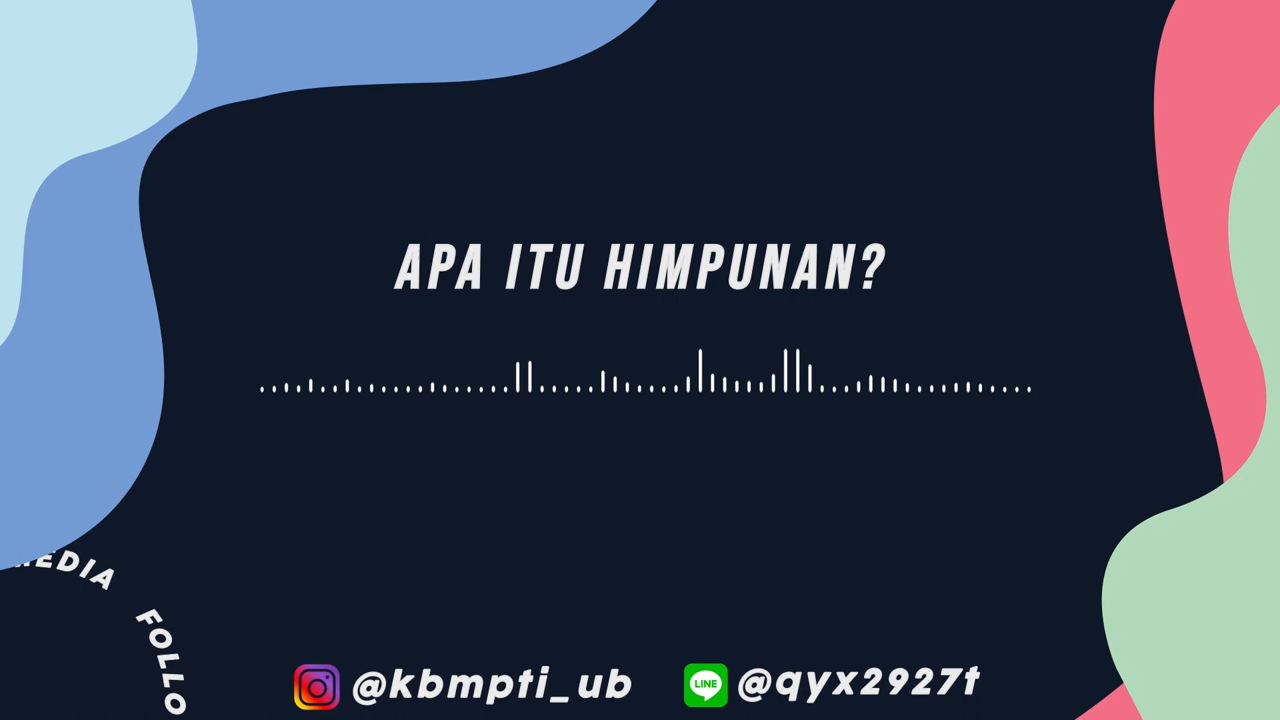 APA ITU HIMPUNAN?
EDIA
FOLLO
@kbmpti_ub
LINE
@qyx2927t